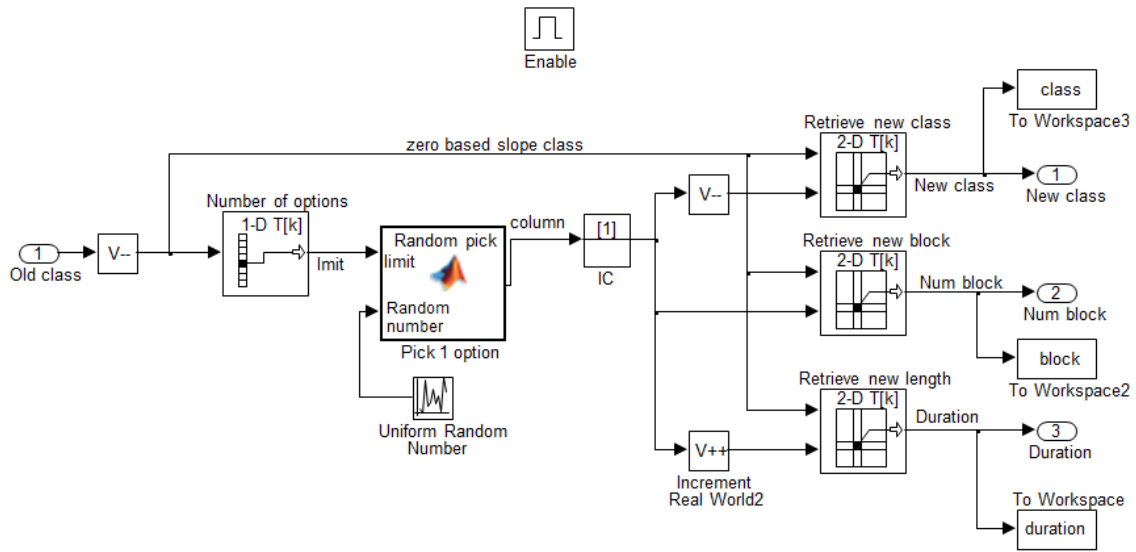 Enable
class
To Workspace3
Retrieve new class
2-D T[k]
zero based slope class
New class
1
New class
V--
Number of options
1-D T[k]
column
[1]
IC
1
Old class
V--
lmit
Random pick
limit
Random
number
Pick 1 option
Retrieve new block
2-D T[k]
Num block
2
Num block
block
To Workspace2
Uniform Random
Number
Retrieve new length
2-D T[k]
Duration
3
Duration
V++
Increment
Real World2
To Workspace
duration